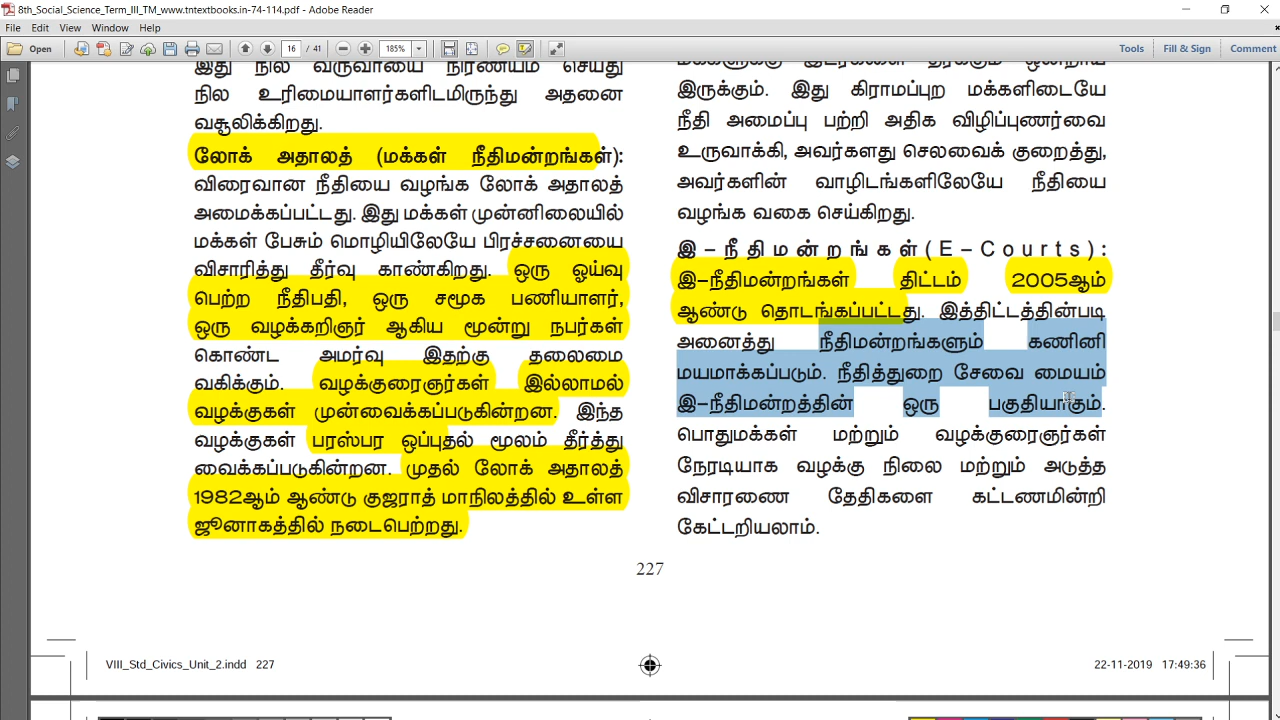 8th_Social_Science_Term_III_TM_www.tntextbooks.in-74-114.pdf - Adobe Reader
File Edit View Window Help
Open 16 / 41 185% Tools Fill & Sign Comment
இது நில வருவாயை நிர்ணயம் செய்து
நில உரிமையாளர்களிடமிருந்து அதனை
வசூலிக்கிறது.
லோக் அதாலத் (மக்கள் நீதிமன்றங்கள்):
விரைவான நீதியை வழங்க லோக் அதாலத்
அமைக்கப்பட்டது. இது மக்கள் முன்னிலையில்
மக்கள் பேசும் மொழியிலேயே பிரச்சனையை
விசாரித்து தீர்வு காண்கிறது. ஒரு ஓய்வு
பெற்ற நீதிபதி, ஒரு சமூக பணியாளர்,
ஒரு வழக்கறிஞர் ஆகிய மூன்று நபர்கள்
கொண்ட அமர்வு இதற்கு தலைமை
வகிக்கும். வழக்குரைஞர்கள் இல்லாமல்
வழக்குகள் முன்வைக்கப்படுகின்றன. இந்த
வழக்குகள் பரஸ்பர ஒப்புதல் மூலம் தீர்த்து
வைக்கப்படுகின்றன. முதல் லோக் அதாலத்
1982ஆம் ஆண்டு குஜராத் மாநிலத்தில் உள்ள
ஜூனாகத்தில் நடைபெற்றது.
மக்களுக்கு இடர்களை தீர்க்கும் ஒன்றாய்
இருக்கும். இது கிராமப்புற மக்களிடையே
நீதி அமைப்பு பற்றி அதிக விழிப்புணர்வை
உருவாக்கி, அவர்களது செலவைக் குறைத்து,
அவர்களின் வாழிடங்களிலேயே நீதியை
வழங்க வகை செய்கிறது.
இ – நீதிமன்றங்கள் (E – Courts):
இ–நீதிமன்றங்கள் திட்டம் 2005ஆம்
ஆண்டு தொடங்கப்பட்டது. இத்திட்டத்தின்படி
அனைத்து நீதிமன்றங்களும் கணினி
மயமாக்கப்படும். நீதித்துறை சேவை மையம்
இ–நீதிமன்றத்தின் ஒரு பகுதியாகும்.
பொதுமக்கள் மற்றும் வழக்குரைஞர்கள்
நேரடியாக வழக்கு நிலை மற்றும் அடுத்த
விசாரணை தேதிகளை கட்டணமின்றி
கேட்டறியலாம்.
227
VIII_Std_Civics_Unit_2.indd 227 22-11-2019 17:49:36